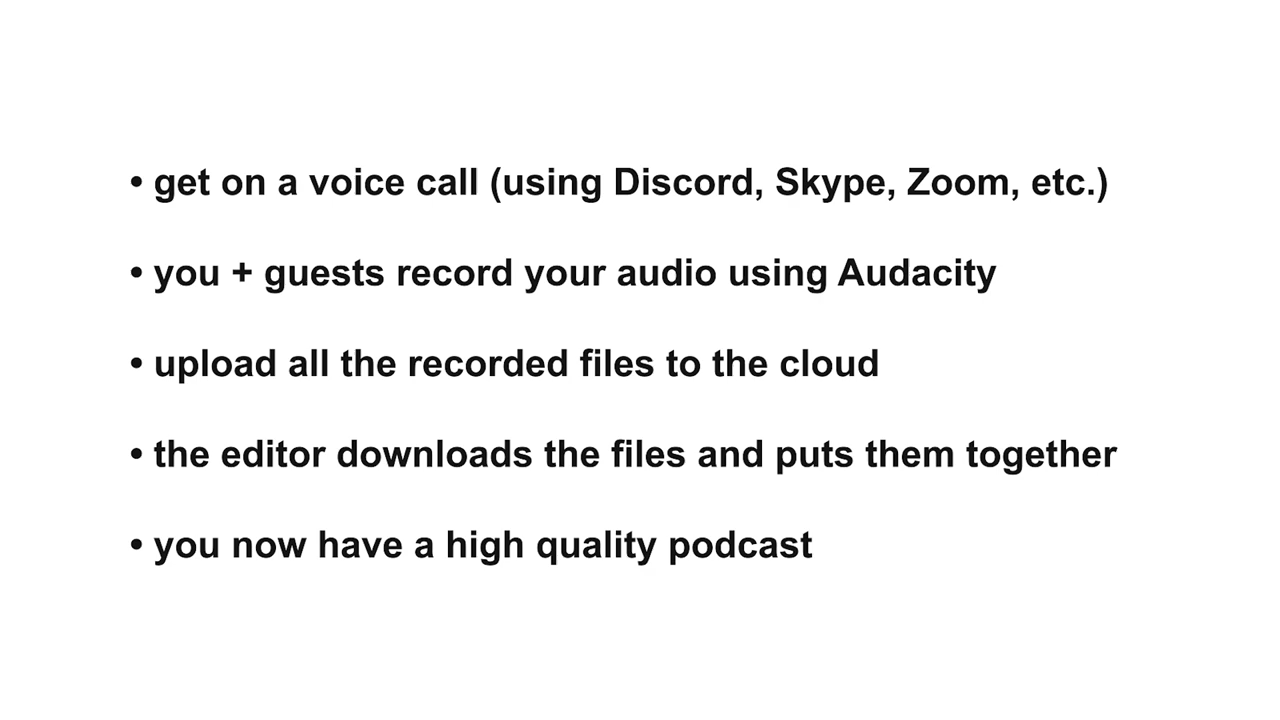 • get on a voice call (using Discord, Skype, Zoom, etc.)
• you + guests record your audio using Audacity
• upload all the recorded files to the cloud
• the editor downloads the files and puts them together
• you now have a high quality podcast